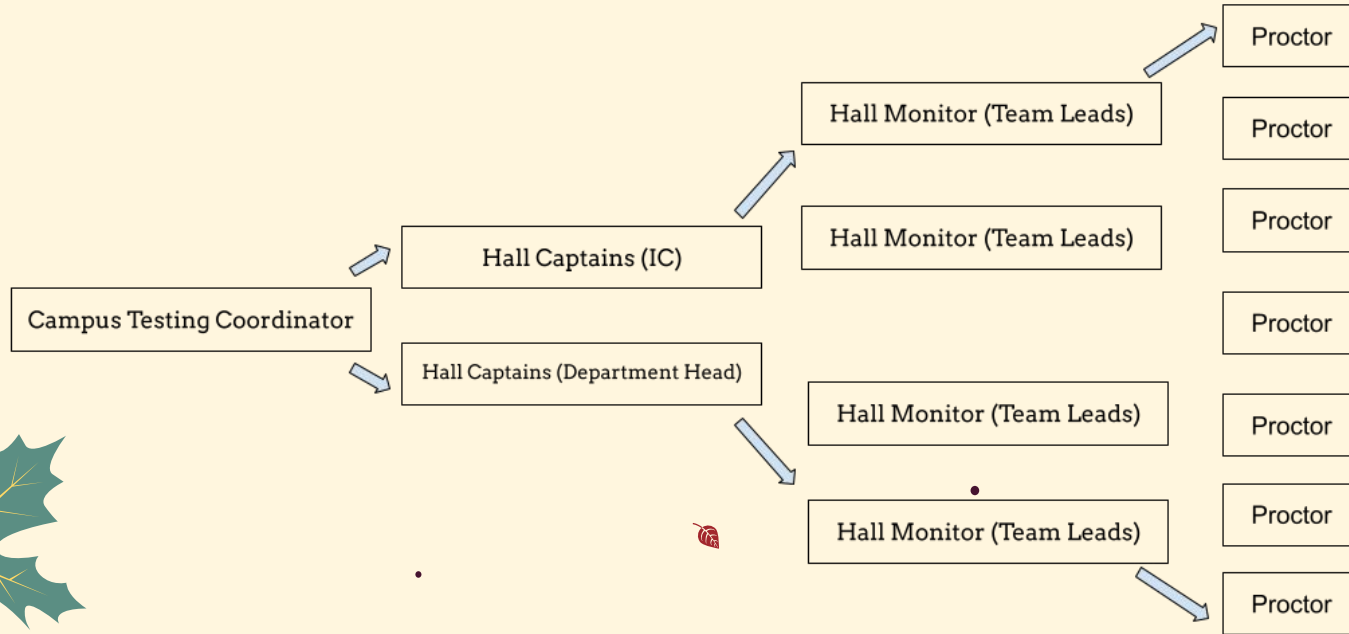 Campus Testing Coordinator
Hall Captains (IC)
Hall Captains (Department Head)
Hall Monitor (Team Leads)
Hall Monitor (Team Leads)
Hall Monitor (Team Leads)
Hall Monitor (Team Leads)
Proctor
Proctor
Proctor
Proctor
Proctor
Proctor
Proctor